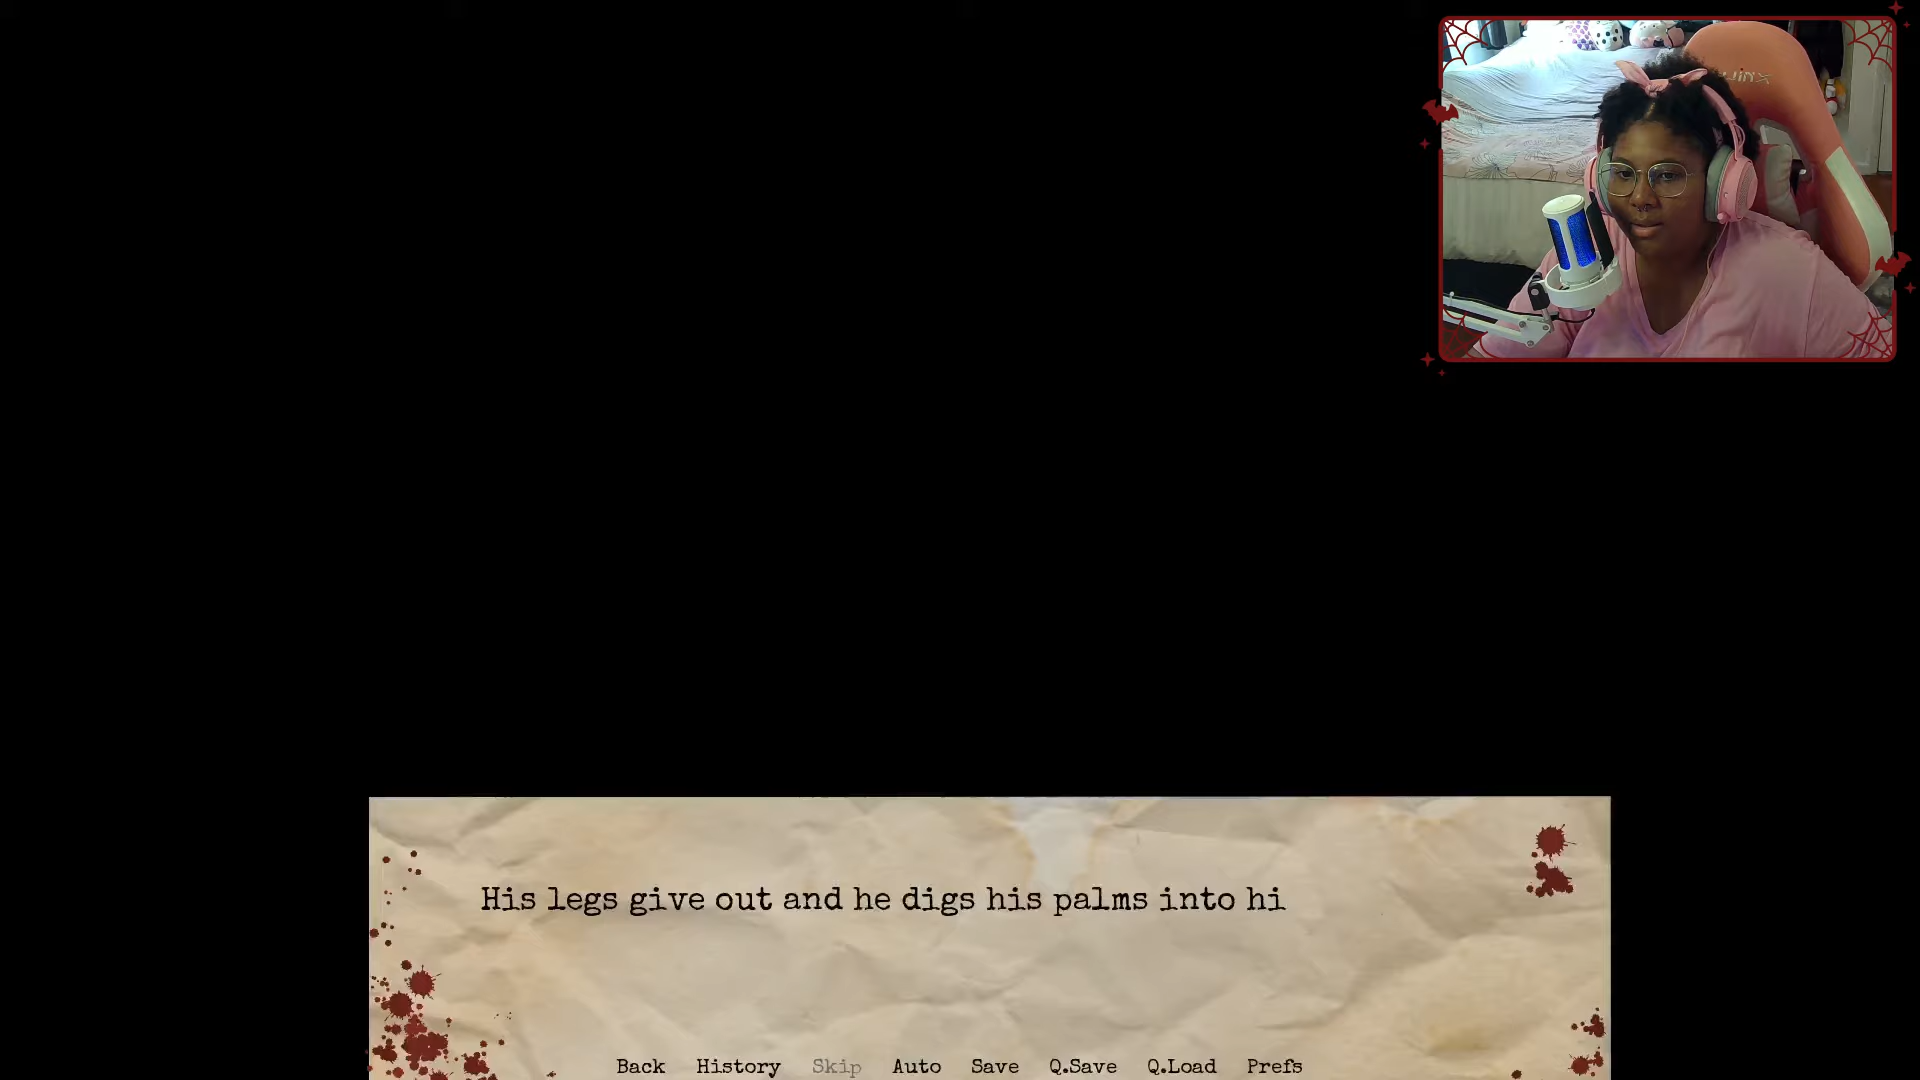 His legs give out and he digs his palms into hi
Back History Skip Auto Save Q.Save Q.Load Prefs